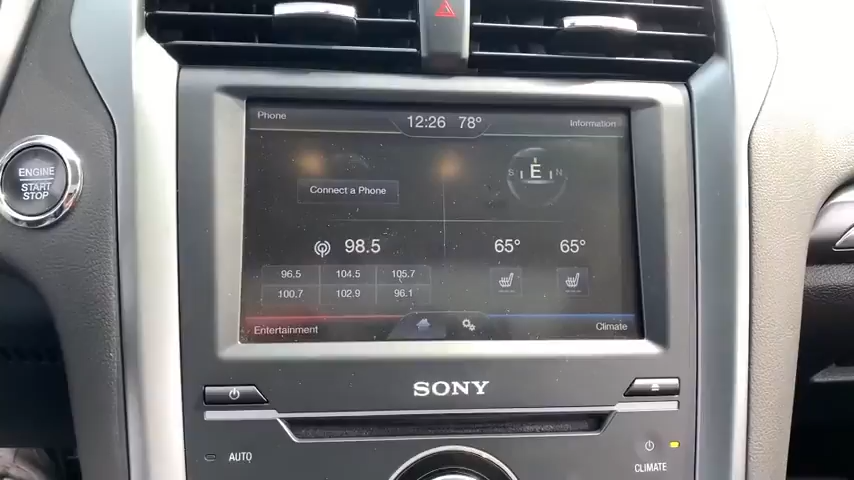 Phone
12:26 78°
Information
ENGINE
START
STOP
Connect a Phone
S E N
98.5
65° 65°
96.5 104.5 105.7
100.7 102.9 96.1
Entertainment
Climate
SONY
AUTO
CLIMATE